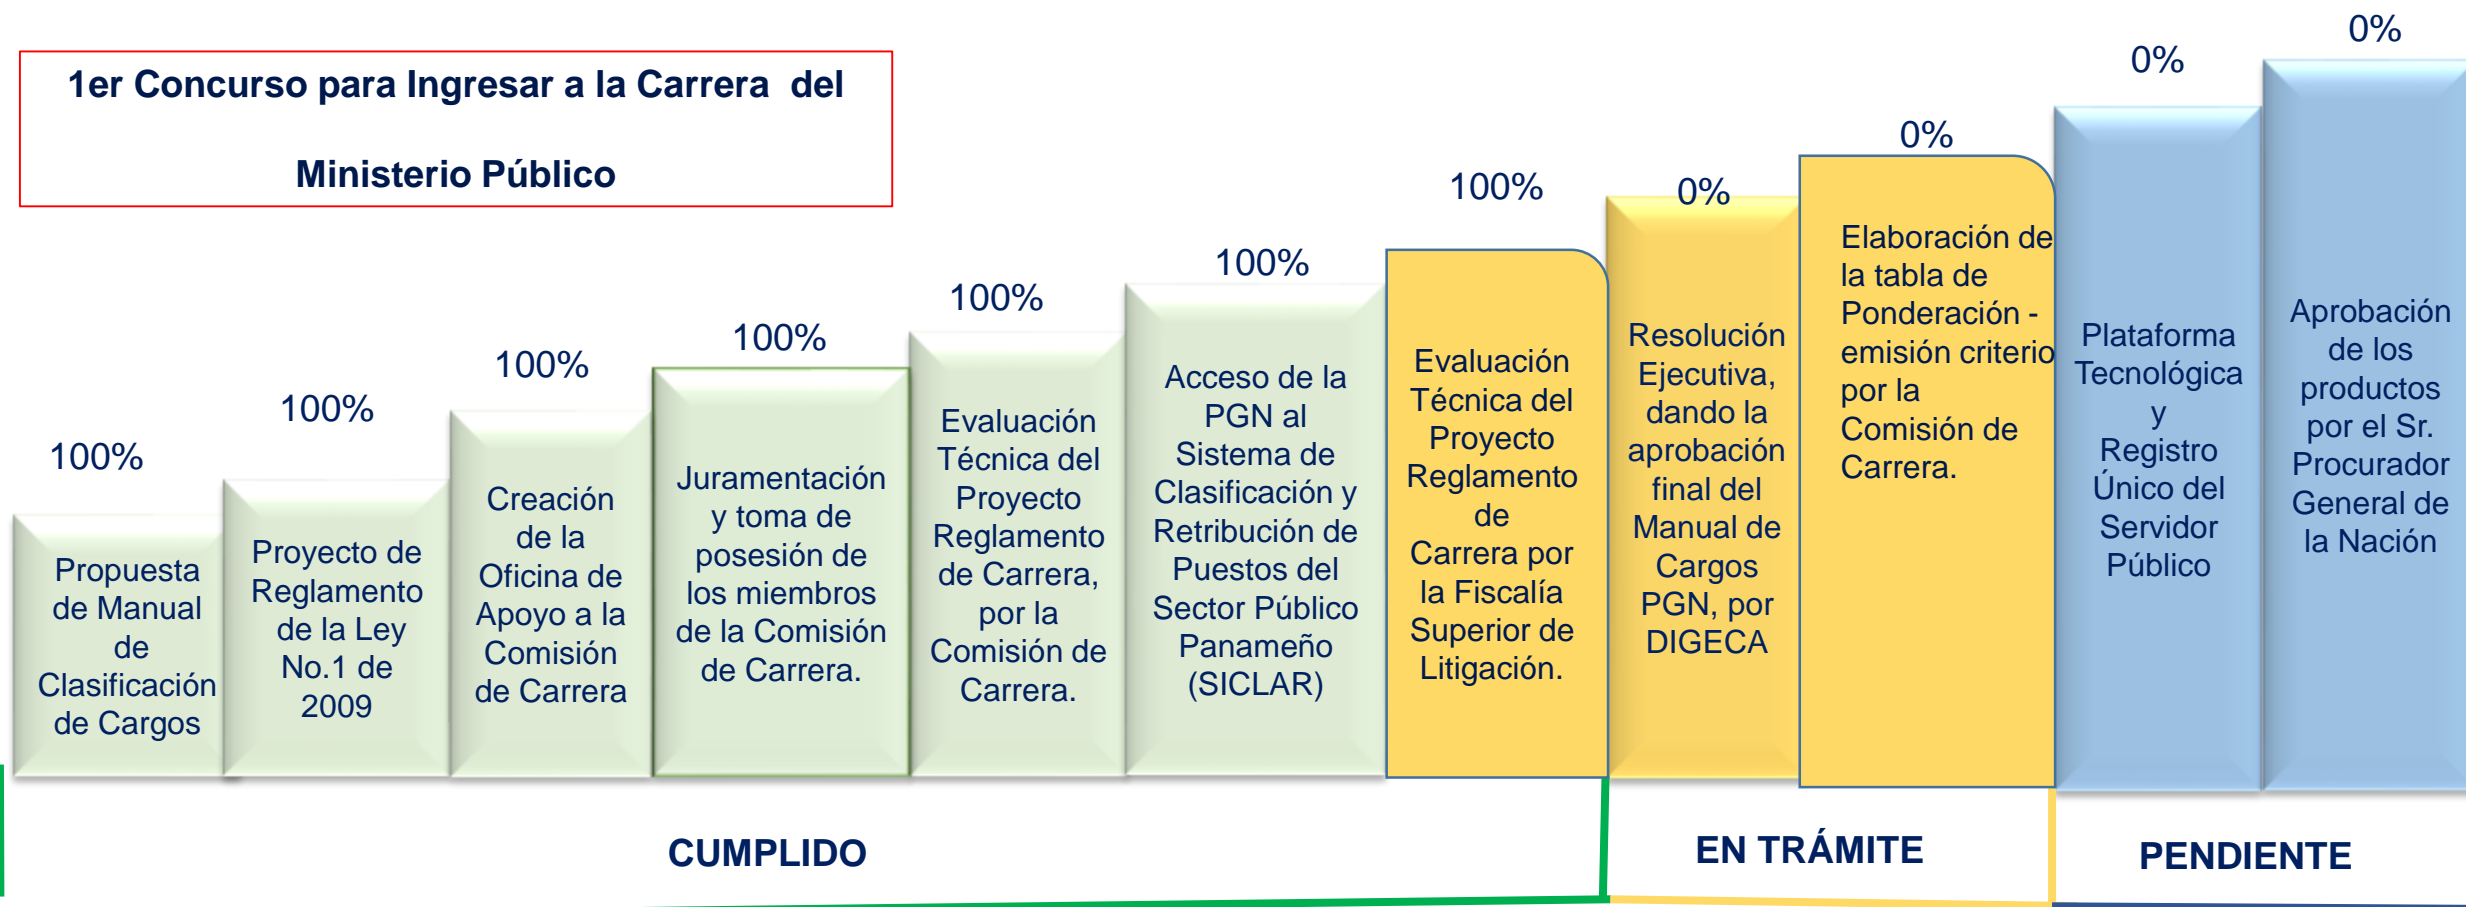 1er Concurso para Ingresar a la Carrera del
Ministerio Público
100%
Propuesta
de Manual
de
Clasificación
de Cargos
100%
Proyecto de
Reglamento
de la Ley
No.1 de
2009
100%
Creación
de la
Oficina de
Apoyo a la
Comisión
de Carrera
100%
Juramentación
y toma de
posesión de
los miembros
de la Comisión
de Carrera.
100%
Evaluación
Técnica del
Proyecto
Reglamento
de Carrera,
por la
Comisión de
Carrera.
100%
Acceso de la
PGN al
Sistema de
Clasificación y
Retribución de
Puestos del
Sector Público
Panameño
(SICLAR)
100%
Evaluación
Técnica del
Proyecto
Reglamento
de
Carrera por
la Fiscalía
Superior de
Litigación.
0%
Resolución
Ejecutiva,
dando la
aprobación
final del
Manual de
Cargos
PGN, por
DIGECA
0%
Elaboración de
la tabla de
Ponderación -
emisión criterio
por la
Comisión de
Carrera.
0%
Plataforma
Tecnológica
y
Registro
Único del
Servidor
Público
0%
Aprobación
de los
productos
por el Sr.
Procurador
General de
la Nación
CUMPLIDO
EN TRÁMITE
PENDIENTE